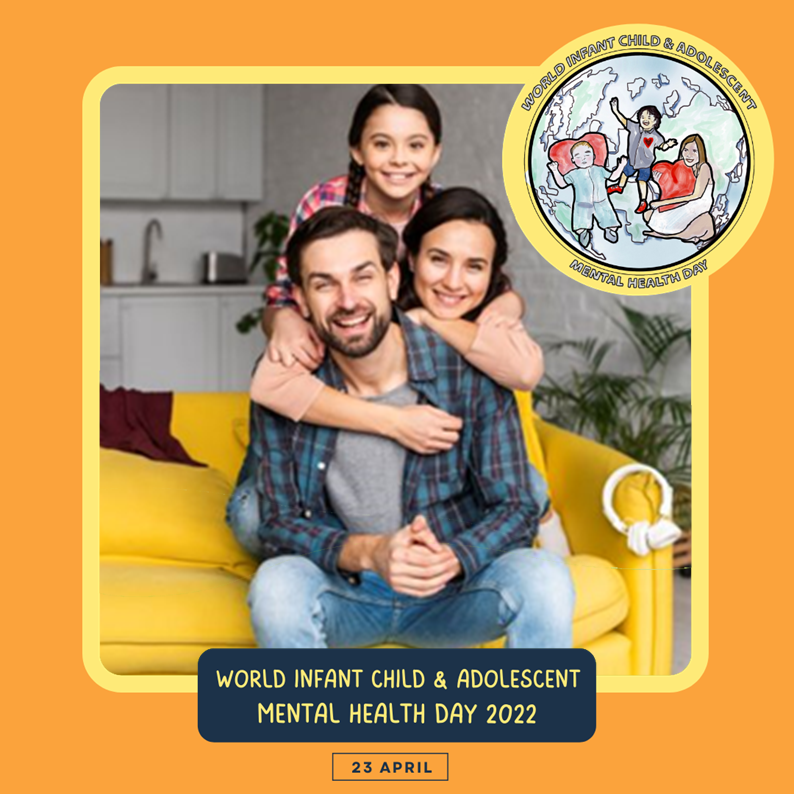 WORLD INFANT CHILD & ADOLESCENT
MENTAL HEALTH DAY
WORLD INFANT CHILD & ADOLESCENT
MENTAL HEALTH DAY 2022
23 APRIL